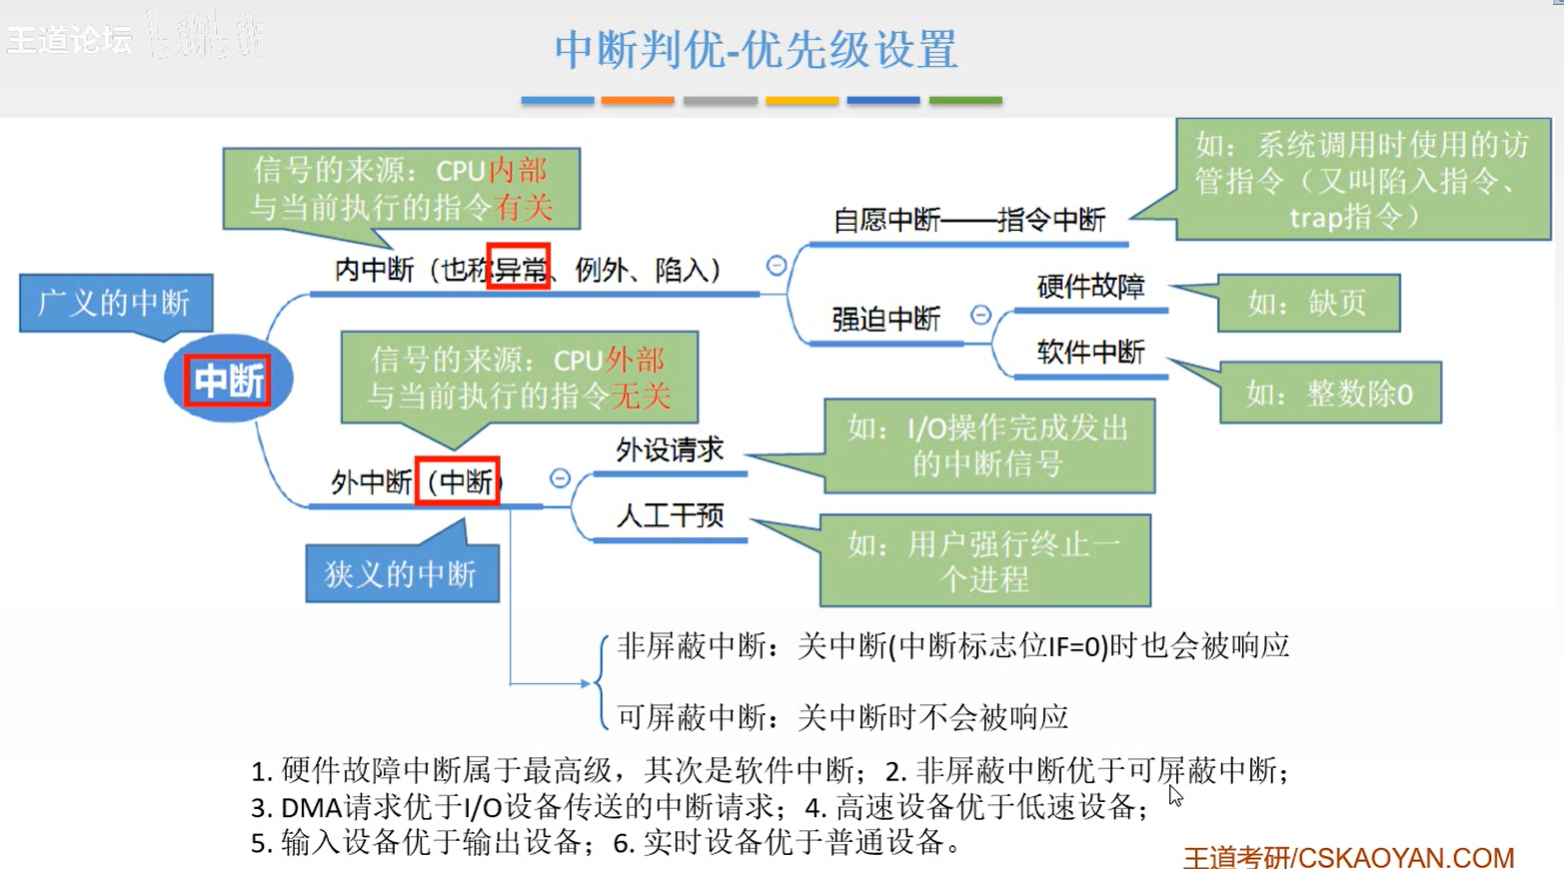 王道论坛 bilibili
中断判优-优先级设置
信号的来源：CPU内部
与当前执行的指令有关
如：系统调用时使用的访
管指令（又叫陷入指令、
trap指令）
自愿中断——指令中断
内中断（也称异常、例外、陷入）
硬件故障
如：缺页
广义的中断
强迫中断
软件中断
如：整数除0
中断
信号的来源：CPU外部
与当前执行的指令无关
外设请求
如：I/O操作完成发出
的中断信号
外中断（中断）
人工干预
如：用户强行终止一
个进程
狭义的中断
非屏蔽中断：关中断(中断标志位IF=0)时也会被响应
可屏蔽中断：关中断时不会被响应
1. 硬件故障中断属于最高级，其次是软件中断；2. 非屏蔽中断优于可屏蔽中断；
3. DMA请求优于I/O设备传送的中断请求；4. 高速设备优于低速设备；
5. 输入设备优于输出设备；6. 实时设备优于普通设备。
王道考研/CSKAOYAN.COM